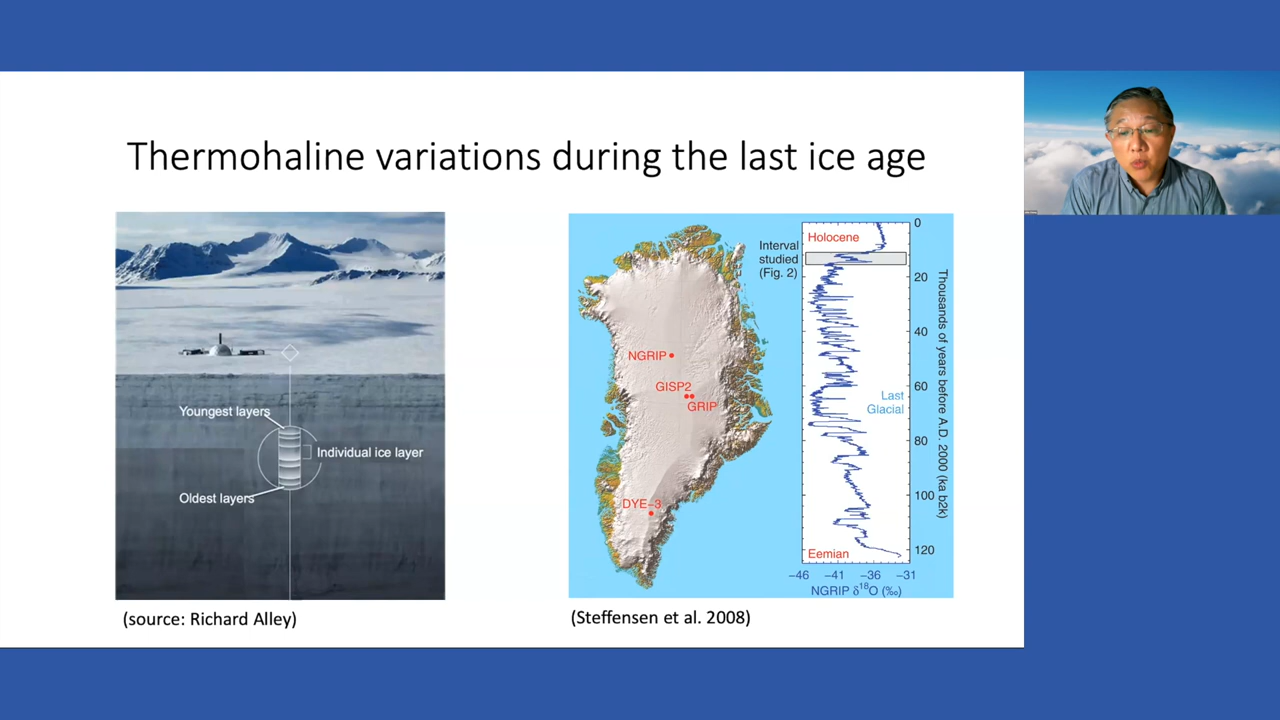 Thermohaline variations during the last ice age
Youngest layers
Individual ice layer
Oldest layers
(source: Richard Alley)
NGRIP
GISP2
GRIP
DYE-3
Interval
studied
(Fig. 2)
Holocene
Last
Glacial
Eemian
0
20
40
60
80
100
120
Thousands of years before A.D. 2000 (ka b2k)
−46 −41 −36 −31
NGRIP δ¹⁸O (‰)
(Steffensen et al. 2008)